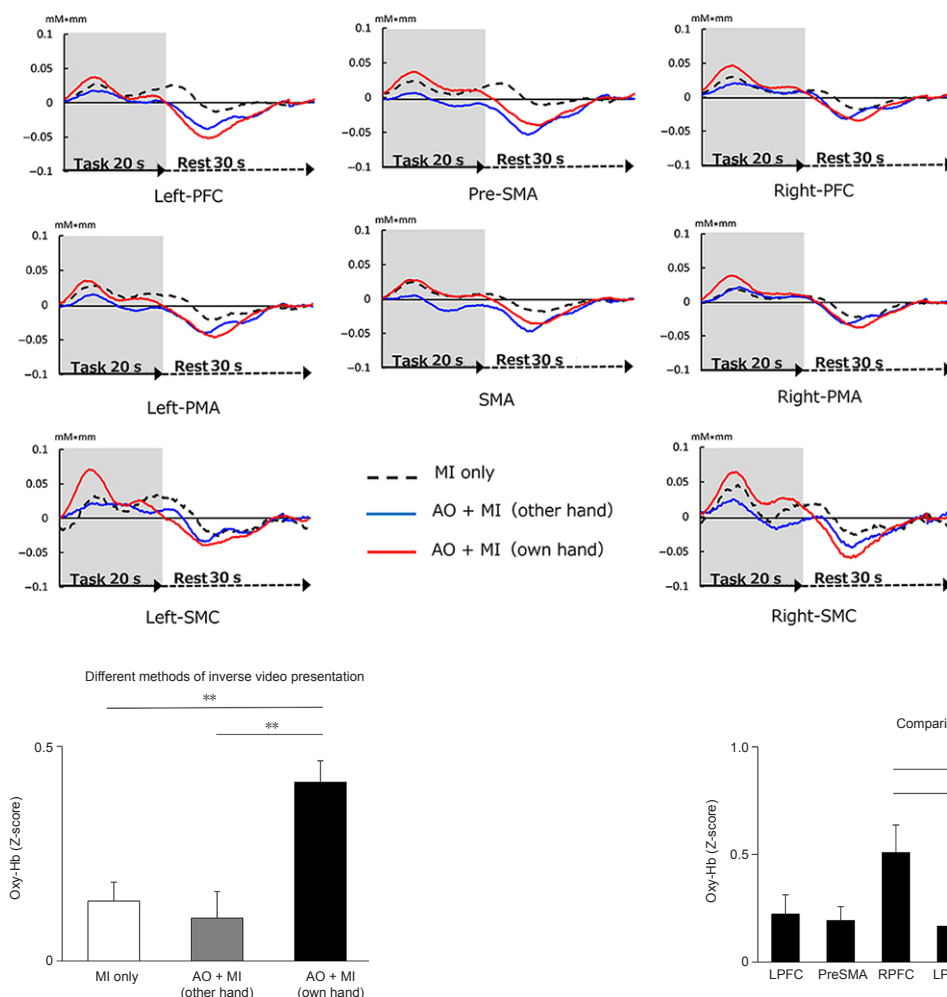 mM*mm
0.1
0.05
0
−0.05
−0.1
Task 20 s
Rest 30 s
Left-PFC
mM*mm
0.1
0.05
0
−0.05
−0.1
Task 20 s
Rest 30 s
Pre-SMA
mM*mm
0.1
0.05
0
−0.05
−0.1
Task 20 s
Rest 30 s
Right-PFC
mM*mm
0.1
0.05
0
−0.05
−0.1
Task 20 s
Rest 30 s
Left-PMA
mM*mm
0.1
0.05
0
−0.05
−0.1
Task 20 s
Rest 30 s
SMA
mM*mm
0.1
0.05
0
−0.05
−0.1
Task 20 s
Rest 30 s
Right-PMA
mM*mm
0.1
0.05
0
−0.05
−0.1
Task 20 s
Rest 30 s
Left-SMC
MI only
AO + MI (other hand)
AO + MI (own hand)
mM*mm
0.1
0.05
0
−0.05
−0.1
Task 20 s
Rest 30 s
Right-SMC
Different methods of inverse video presentation
**
**
0.5
0
Oxy-Hb (Z-score)
MI only
AO + MI
(other hand)
AO + MI
(own hand)
Compari
1.0
0.5
0
Oxy-Hb (Z-score)
LPFC
PreSMA
RPFC
LP